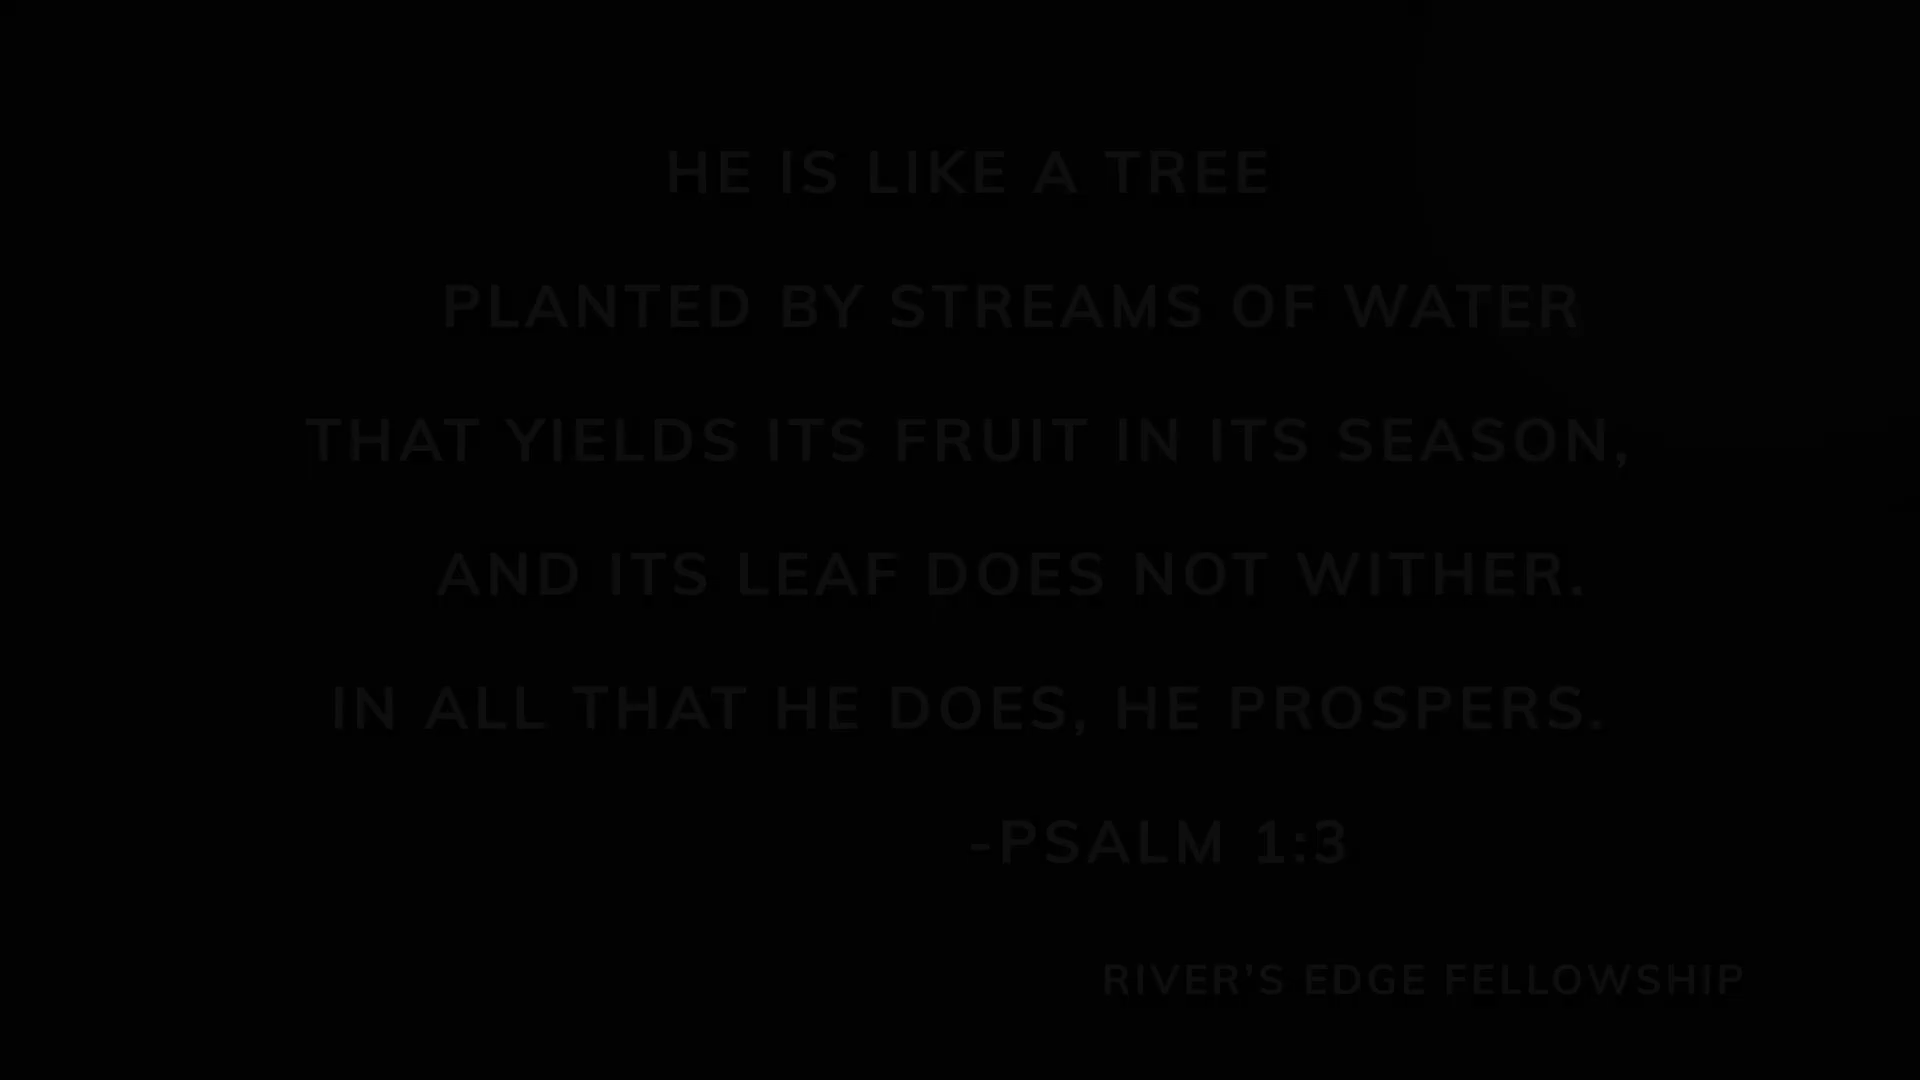 HE IS LIKE A TREE
PLANTED BY STREAMS OF WATER
THAT YIELDS ITS FRUIT IN ITS SEASON,
AND ITS LEAF DOES NOT WITHER.
IN ALL THAT HE DOES, HE PROSPERS.
-PSALM 1:3
RIVER’S EDGE FELLOWSHIP